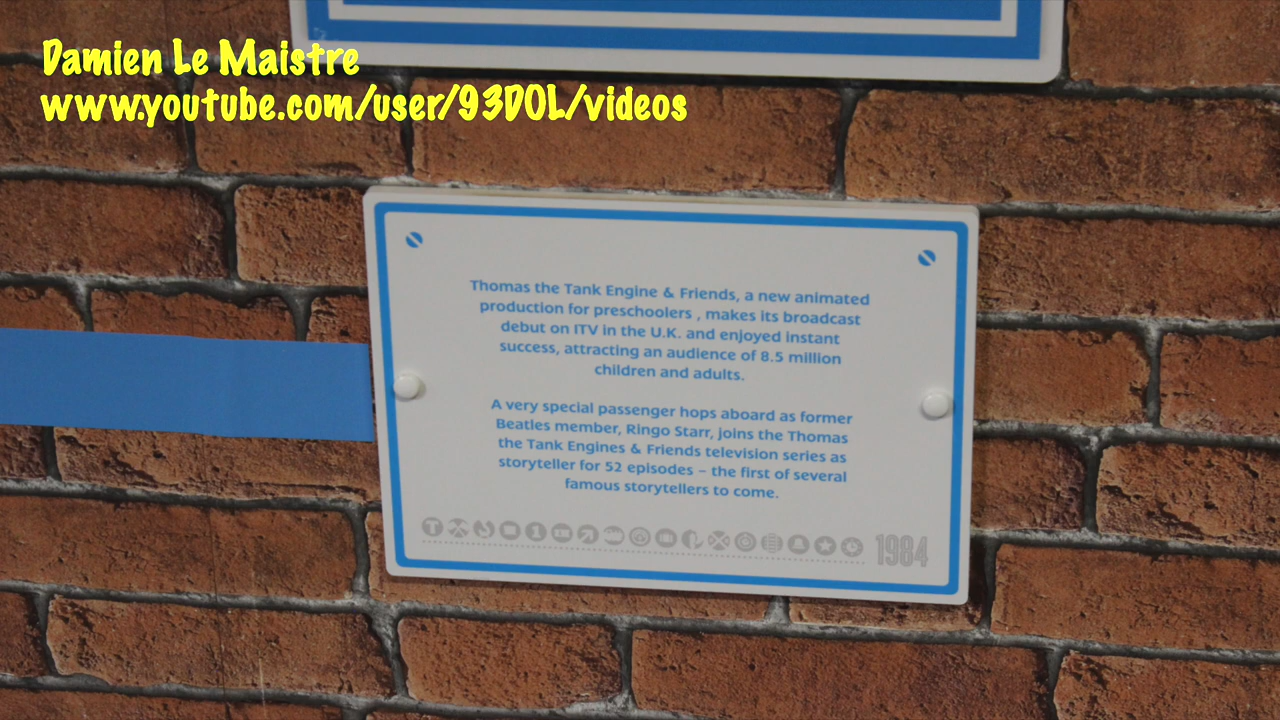 Damien Le Maistre
www.youtube.com/user/93DOL/videos
Thomas the Tank Engine & Friends, a new animated
production for preschoolers , makes its broadcast
debut on ITV in the U.K. and enjoyed instant
success, attracting an audience of 8.5 million
children and adults.
A very special passenger hops aboard as former
Beatles member, Ringo Starr, joins the Thomas
the Tank Engines & Friends television series as
storyteller for 52 episodes – the first of several
famous storytellers to come.
1984